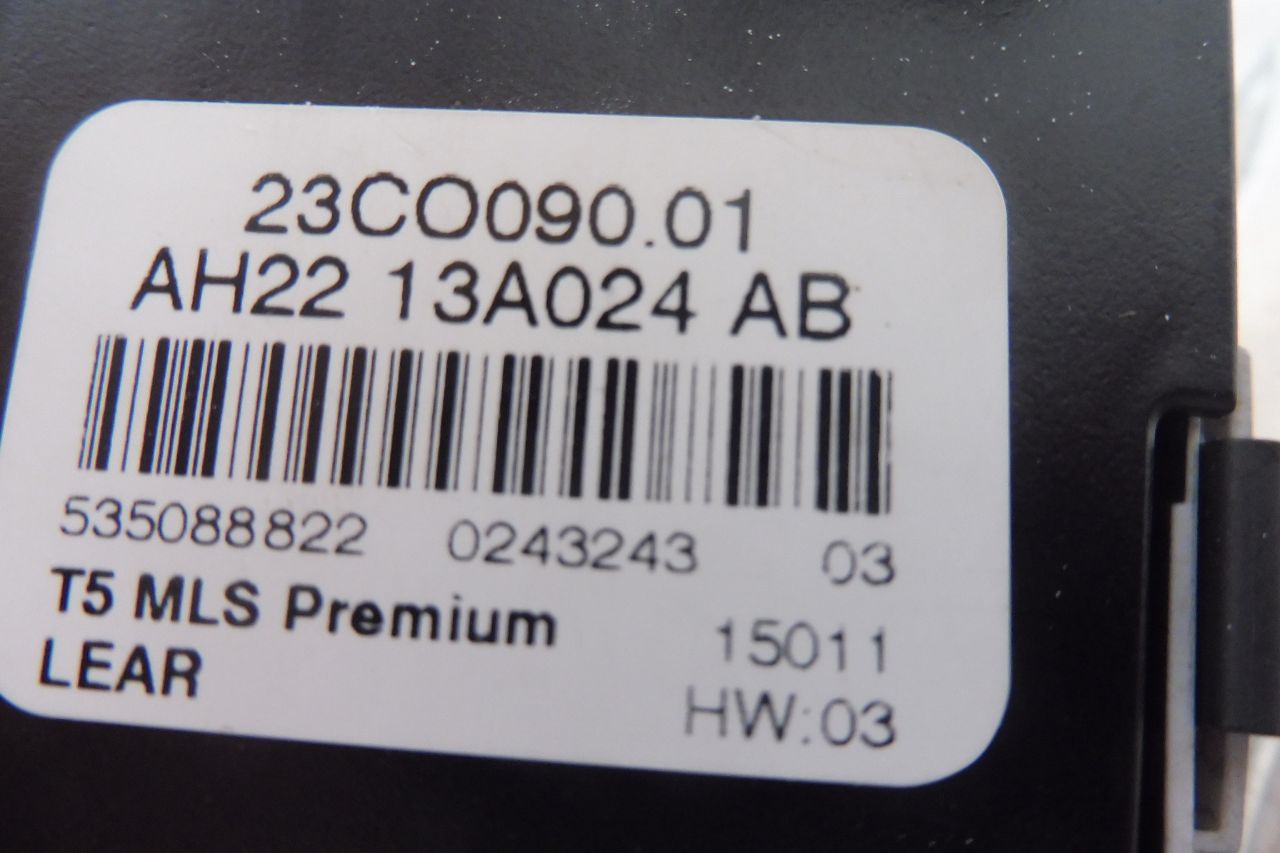 23CO090.01
AH22 13A024 AB
535088822 0243243 03
T5 MLS Premium 15011
LEAR HW:03